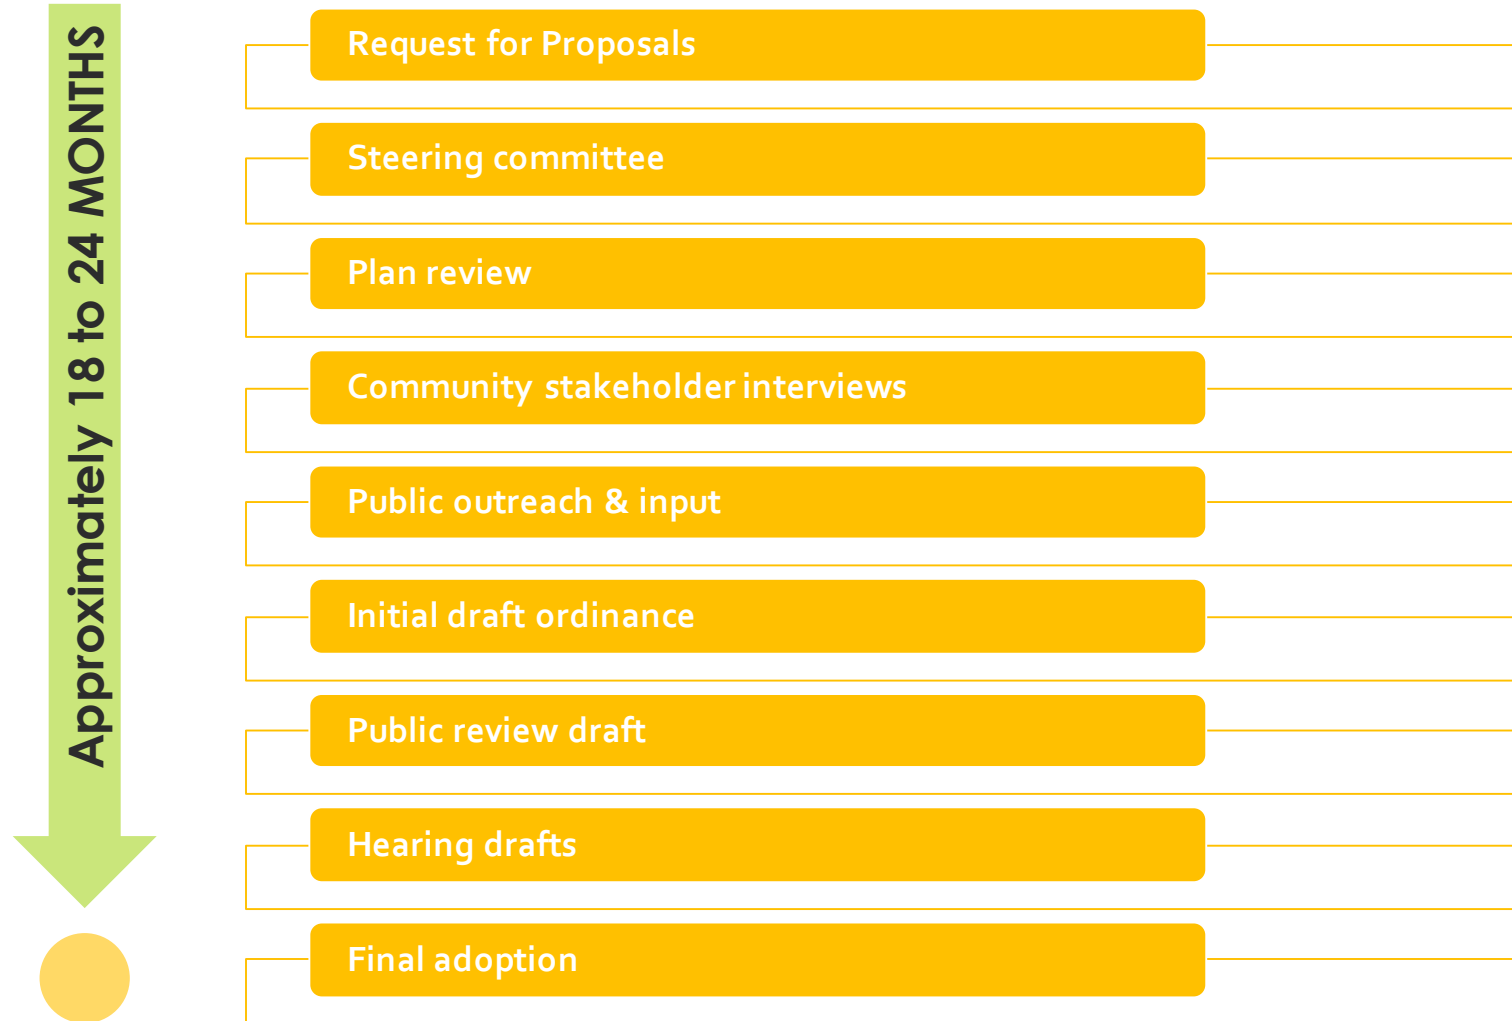 Approximately 18 to 24 MONTHS
Request for Proposals
Steering committee
Plan review
Community stakeholder interviews
Public outreach & input
Initial draft ordinance
Public review draft
Hearing drafts
Final adoption